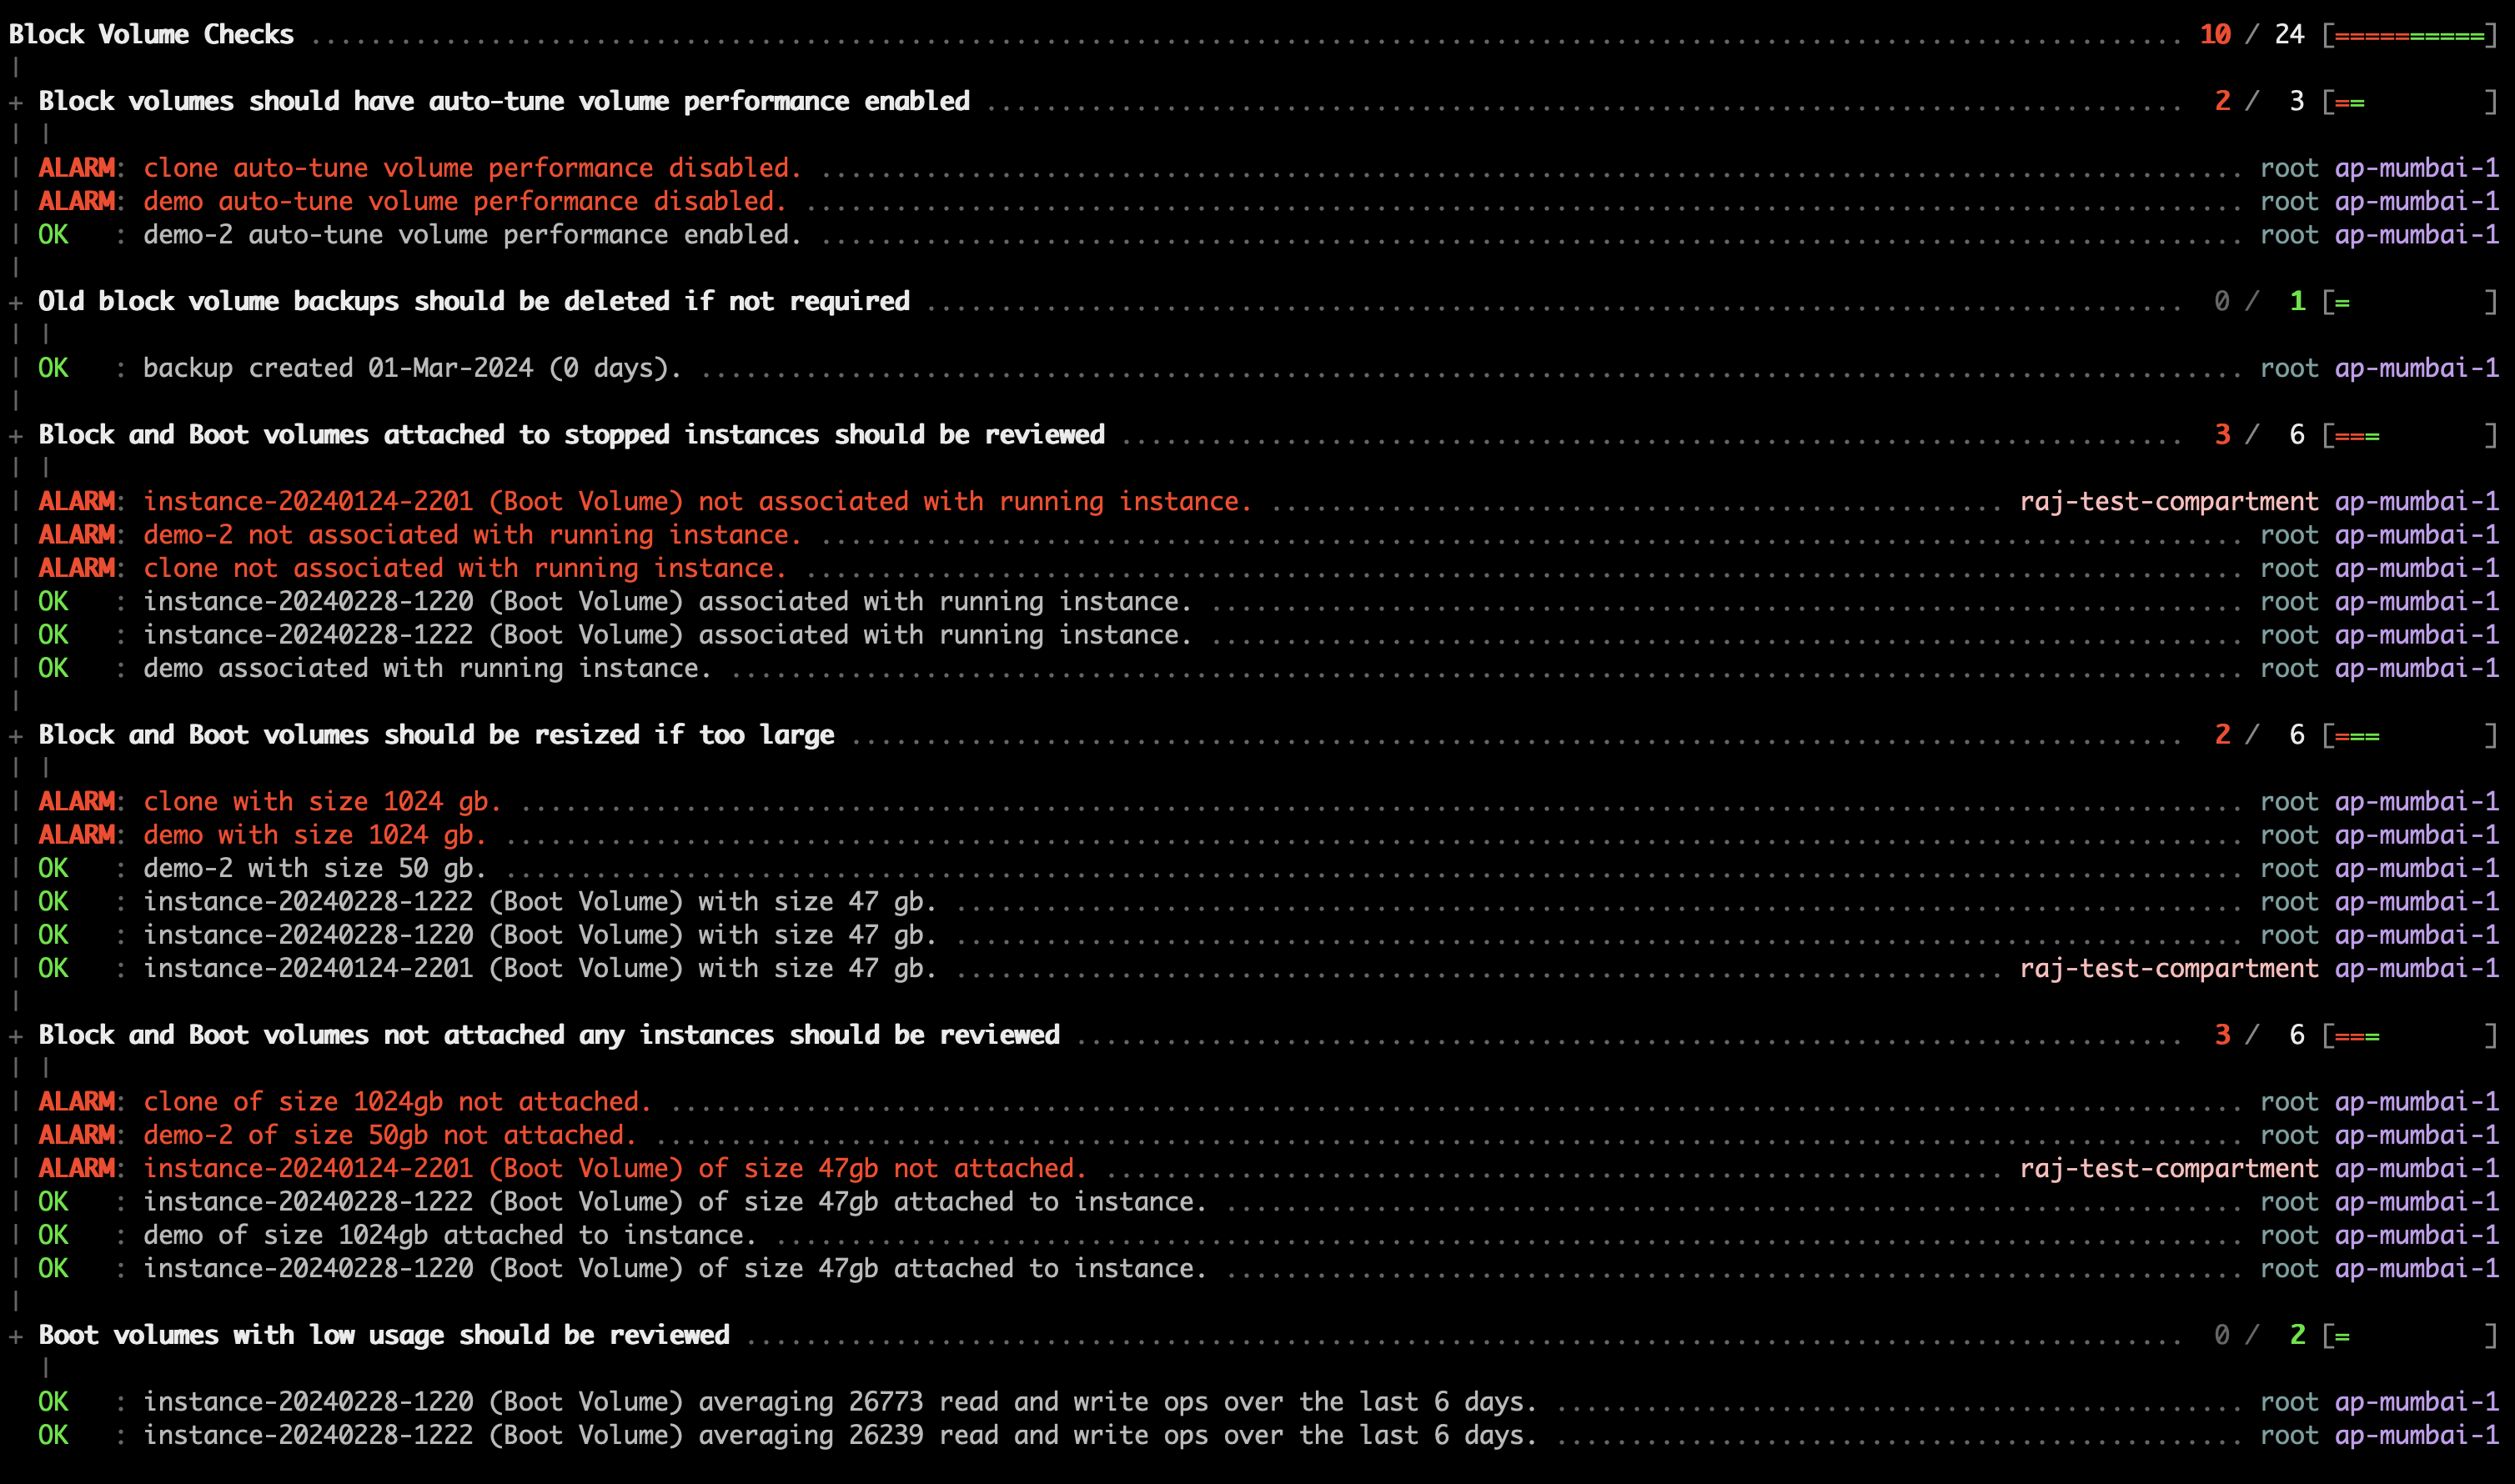 Block Volume Checks ........................................ 10 / 24 [==========]
|
+ Block volumes should have auto-tune volume performance enabled ........................................ 2 / 3 [==        ]
| |
| ALARM: clone auto-tune volume performance disabled. ........................................ root ap-mumbai-1
| ALARM: demo auto-tune volume performance disabled. ........................................ root ap-mumbai-1
| OK   : demo-2 auto-tune volume performance enabled. ........................................ root ap-mumbai-1
|
+ Old block volume backups should be deleted if not required ........................................ 0 / 1 [=         ]
| |
| OK   : backup created 01-Mar-2024 (0 days). ........................................ root ap-mumbai-1
|
+ Block and Boot volumes attached to stopped instances should be reviewed ........................................ 3 / 6 [===       ]
| |
| ALARM: instance-20240124-2201 (Boot Volume) not associated with running instance. ........................................ raj-test-compartment ap-mumbai-1
| ALARM: demo-2 not associated with running instance. ........................................ root ap-mumbai-1
| ALARM: clone not associated with running instance. ........................................ root ap-mumbai-1
| OK   : instance-20240228-1220 (Boot Volume) associated with running instance. ........................................ root ap-mumbai-1
| OK   : instance-20240228-1222 (Boot Volume) associated with running instance. ........................................ root ap-mumbai-1
| OK   : demo associated with running instance. ........................................ root ap-mumbai-1
|
+ Block and Boot volumes should be resized if too large ........................................ 2 / 6 [===       ]
| |
| ALARM: clone with size 1024 gb. ........................................ root ap-mumbai-1
| ALARM: demo with size 1024 gb. ........................................ root ap-mumbai-1
| OK   : demo-2 with size 50 gb. ........................................ root ap-mumbai-1
| OK   : instance-20240228-1222 (Boot Volume) with size 47 gb. ........................................ root ap-mumbai-1
| OK   : instance-20240228-1220 (Boot Volume) with size 47 gb. ........................................ root ap-mumbai-1
| OK   : instance-20240124-2201 (Boot Volume) with size 47 gb. ........................................ raj-test-compartment ap-mumbai-1
|
+ Block and Boot volumes not attached any instances should be reviewed ........................................ 3 / 6 [===       ]
| |
| ALARM: clone of size 1024gb not attached. ........................................ root ap-mumbai-1
| ALARM: demo-2 of size 50gb not attached. ........................................ root ap-mumbai-1
| ALARM: instance-20240124-2201 (Boot Volume) of size 47gb not attached. ........................................ raj-test-compartment ap-mumbai-1
| OK   : instance-20240228-1222 (Boot Volume) of size 47gb attached to instance. ........................................ root ap-mumbai-1
| OK   : demo of size 1024gb attached to instance. ........................................ root ap-mumbai-1
| OK   : instance-20240228-1220 (Boot Volume) of size 47gb attached to instance. ........................................ root ap-mumbai-1
|
+ Boot volumes with low usage should be reviewed ........................................ 0 / 2 [=         ]
  |
  OK   : instance-20240228-1220 (Boot Volume) averaging 26773 read and write ops over the last 6 days. ........................................ root ap-mumbai-1
  OK   : instance-20240228-1222 (Boot Volume) averaging 26239 read and write ops over the last 6 days. ........................................ root ap-mumbai-1